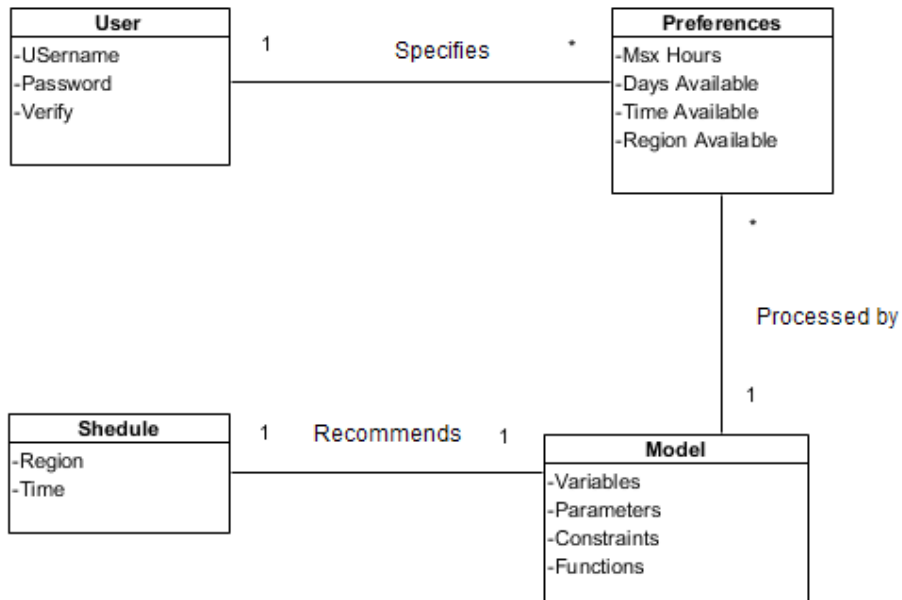 User
-USername
-Password
-Verify
1
Specifies
*
Preferences
-Msx Hours
-Days Available
-Time Available
-Region Available
*
Processed by
1
Shedule
-Region
-Time
1
Recommends
1
Model
-Variables
-Parameters
-Constraints
-Functions